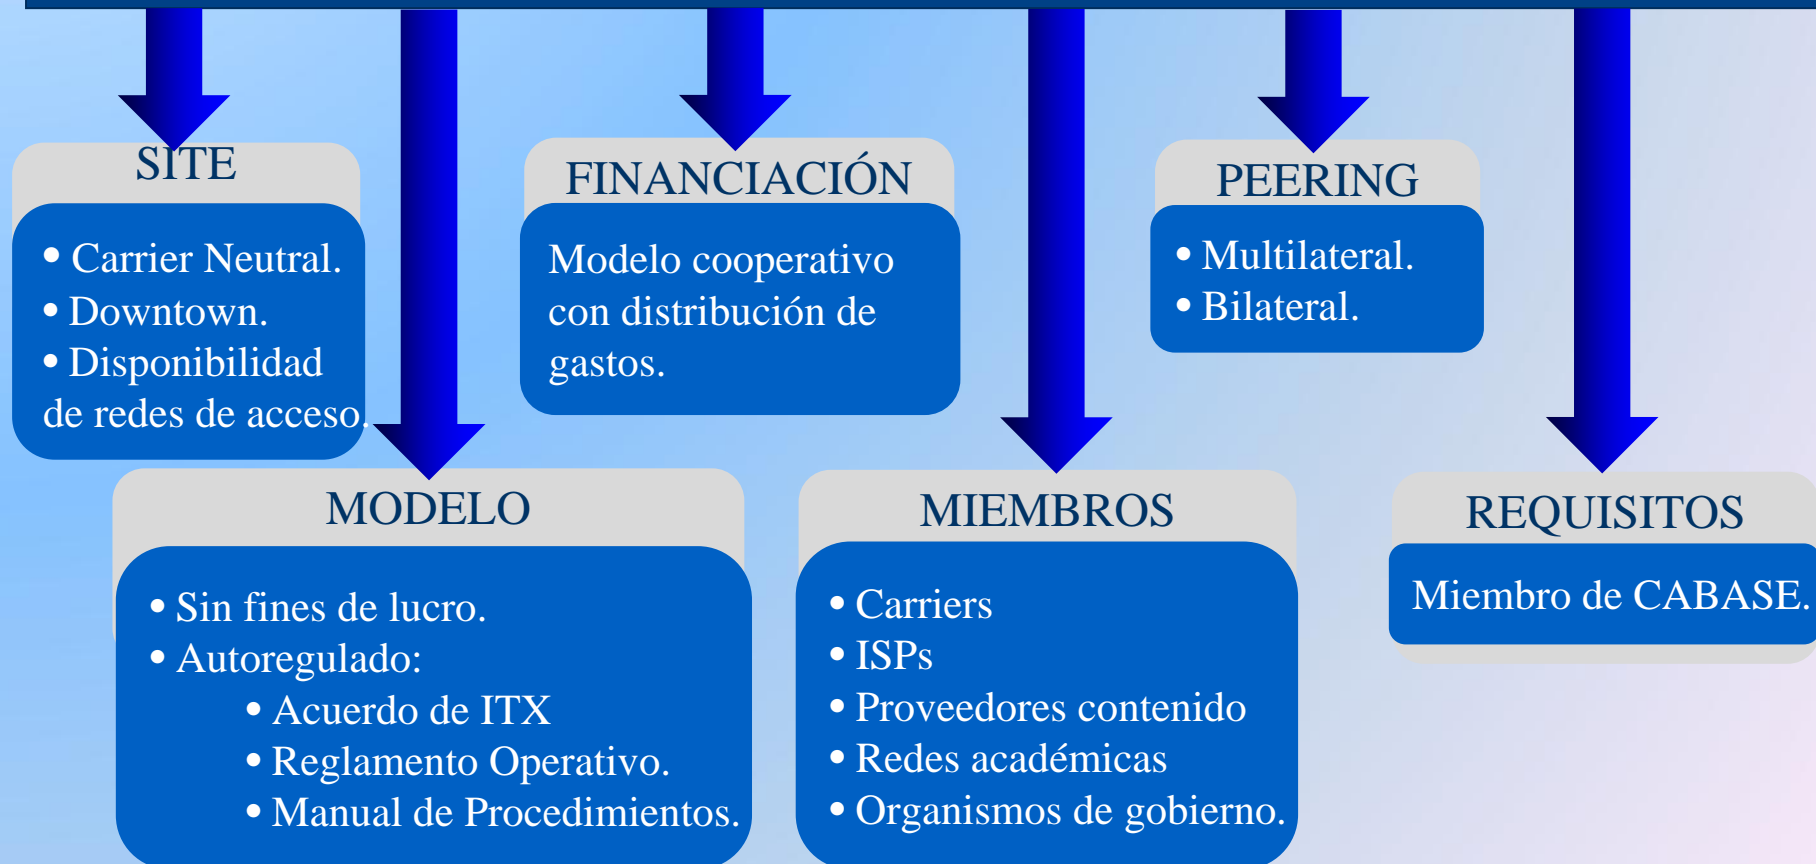 SITE
• Carrier Neutral.
• Downtown.
• Disponibilidad
de redes de acceso.
FINANCIACIÓN
Modelo cooperativo
con distribución de
gastos.
PEERING
• Multilateral.
• Bilateral.
MODELO
• Sin fines de lucro.
• Autoregulado:
• Acuerdo de ITX
• Reglamento Operativo.
• Manual de Procedimientos.
MIEMBROS
• Carriers
• ISPs
• Proveedores contenido
• Redes académicas
• Organismos de gobierno.
REQUISITOS
Miembro de CABASE.